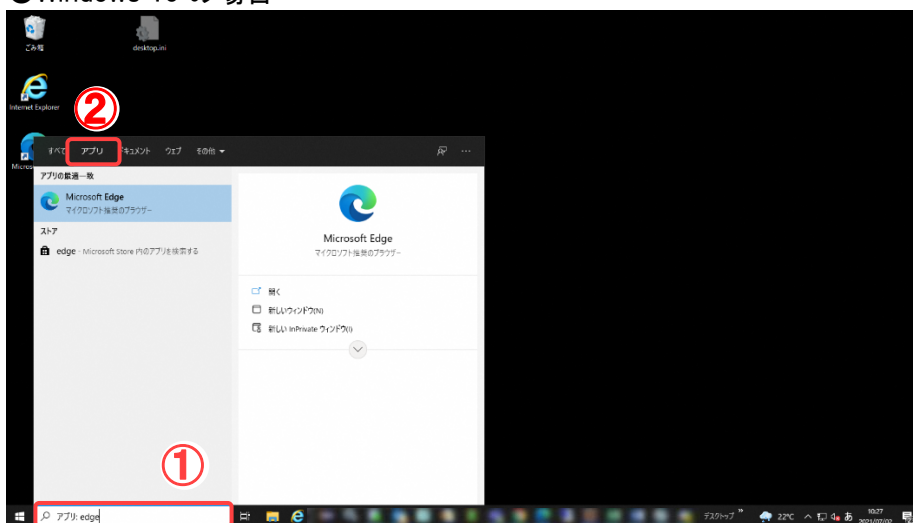 ごみ箱
desktop.ini
Internet Explorer
②
すべて アプリ ドキュメント ウェブ その他
アプリの最適一致
Microsoft Edge
マイクロソフト推奨のブラウザー
ストア
edge - Microsoft Store 内のアプリを検索する
Microsoft Edge
マイクロソフト推奨のブラウザー
開く
新しいウィンドウ(N)
新しい InPrivate ウィンドウ(I)
①
アプリ: edge
デスクトップ
22°C
あ
10:27
2021/07/02